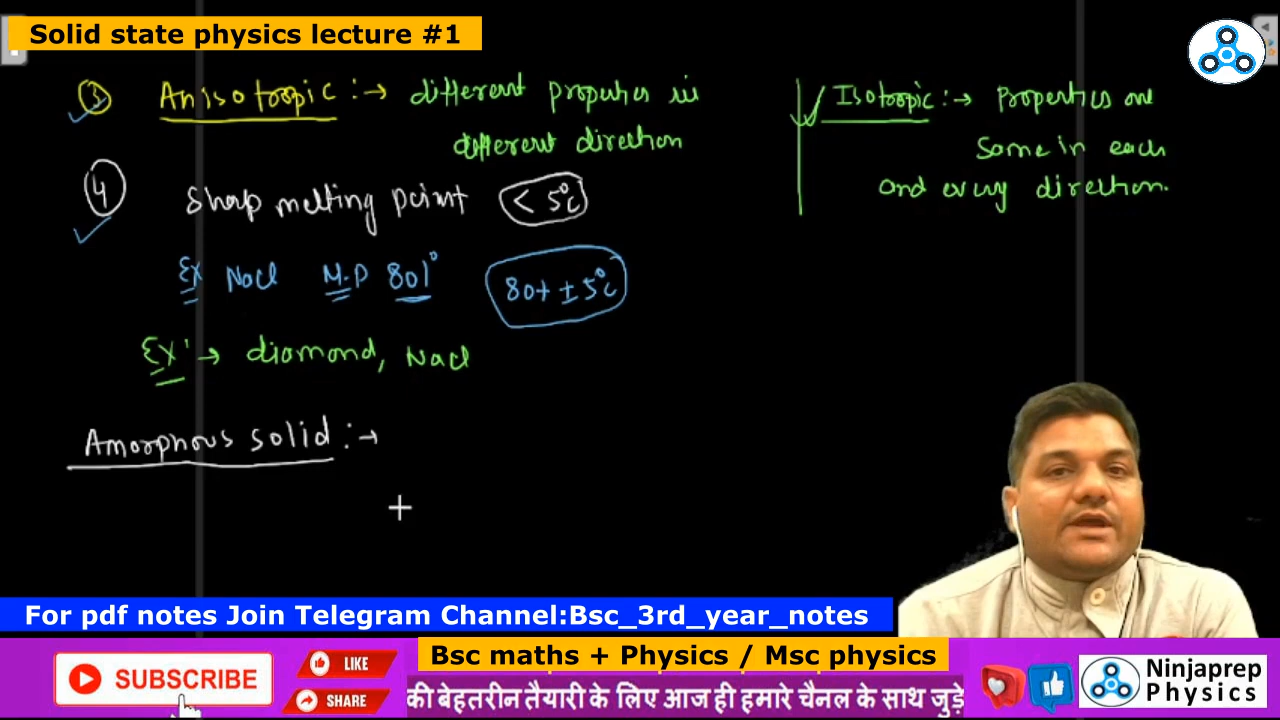 Solid state physics lecture #1
③ Anisotropic :→ different properties in
different direction
Isotropic :→ Properties are
Same in each
and every direction.
④ Sharp melting point < 5°C
Ex NaCl M.P 801°
801 ± 5°C
Ex' → diamond, NaCl
Amorphous solid :→
For pdf notes Join Telegram Channel:Bsc_3rd_year_notes
Bsc maths + Physics / Msc physics
SUBSCRIBE
LIKE
SHARE
की बेहतरीन तैयारी के लिए आज ही हमारे चैनल के साथ जुड़े
Ninjaprep
Physics